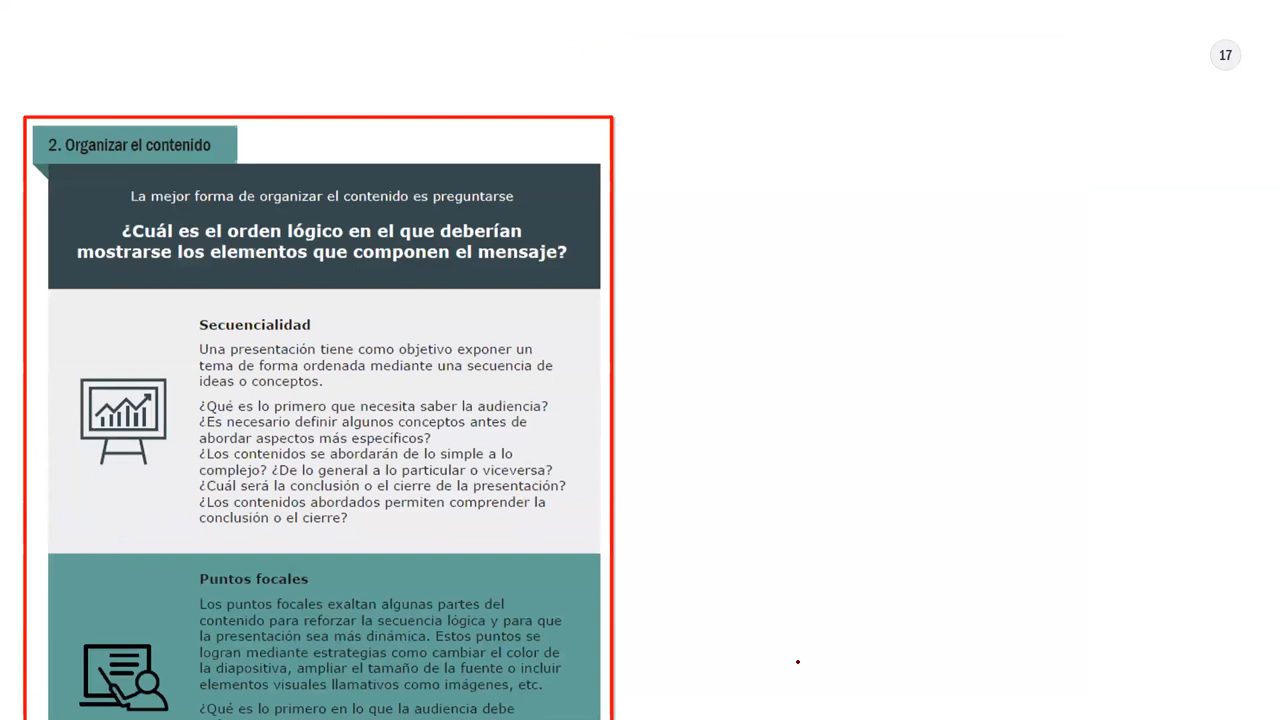 17
2. Organizar el contenido
La mejor forma de organizar el contenido es preguntarse
¿Cuál es el orden lógico en el que deberían
mostrarse los elementos que componen el mensaje?
Secuencialidad
Una presentación tiene como objetivo exponer un
tema de forma ordenada mediante una secuencia de
ideas o conceptos.
¿Qué es lo primero que necesita saber la audiencia?
¿Es necesario definir algunos conceptos antes de
abordar aspectos más específicos?
¿Los contenidos se abordarán de lo simple a lo
complejo? ¿De lo general a lo particular o viceversa?
¿Cuál será la conclusión o el cierre de la presentación?
¿Los contenidos abordados permiten comprender la
conclusión o el cierre?
Puntos focales
Los puntos focales exaltan algunas partes del
contenido para reforzar la secuencia lógica y para que
la presentación sea más dinámica. Estos puntos se
logran mediante estrategias como cambiar el color de
la diapositiva, ampliar el tamaño de la fuente o incluir
elementos visuales llamativos como imágenes, etc.
¿Qué es lo primero en lo que la audiencia debe